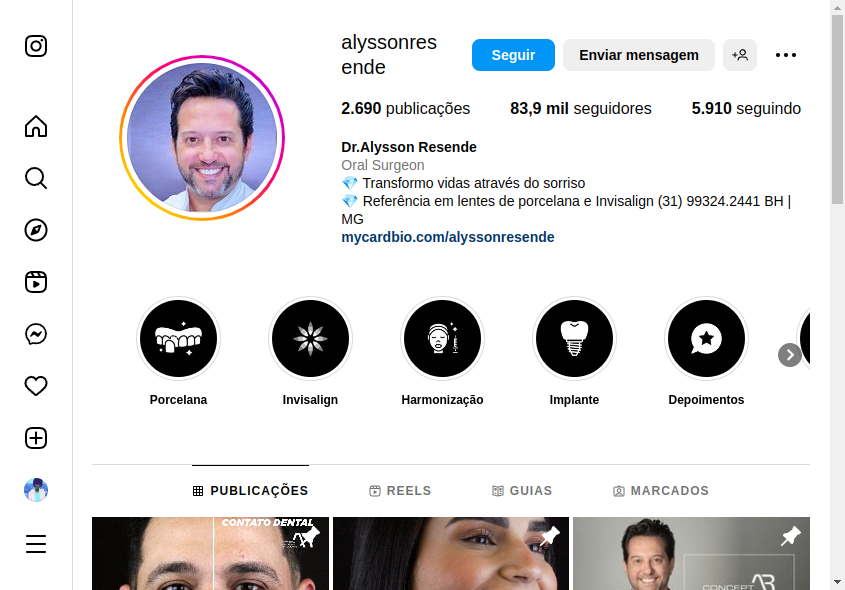 alyssonres
ende
Seguir
Enviar mensagem
2.690 publicações
83,9 mil seguidores
5.910 seguindo
Dr.Alysson Resende
Oral Surgeon
💎 Transformo vidas através do sorriso
💎 Referência em lentes de porcelana e Invisalign (31) 99324.2441 BH |
MG
mycardbio.com/alyssonresende
Porcelana
Invisalign
Harmonização
Implante
Depoimentos
PUBLICAÇÕES
REELS
GUIAS
MARCADOS
CONTATO DENTAL
CONCEPT